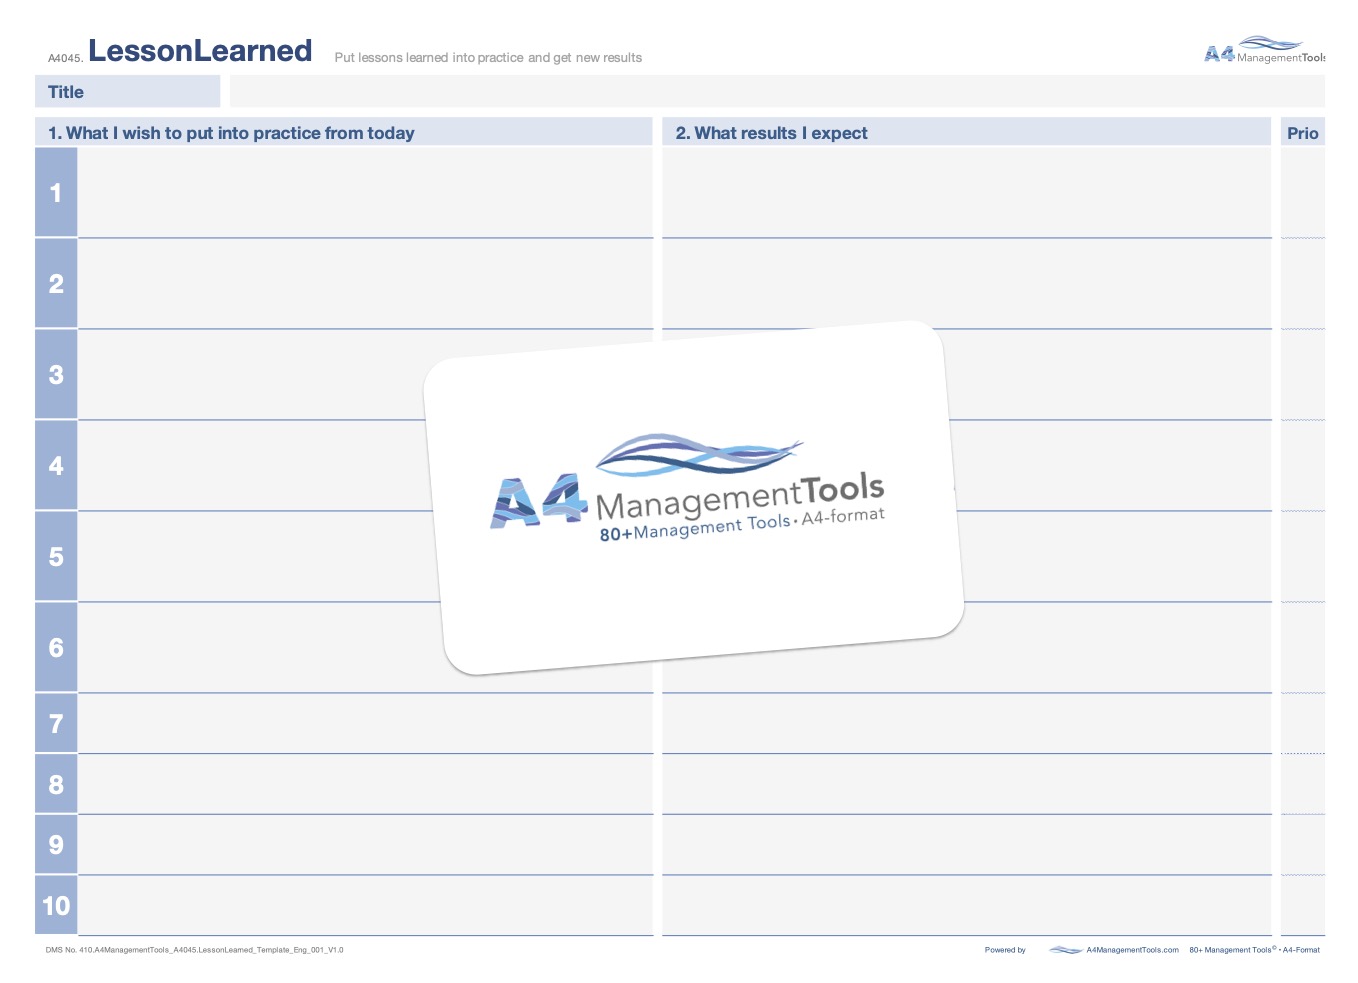 A4045. LessonLearned Put lessons learned into practice and get new results
A4 ManagementTools
Title
1. What I wish to put into practice from today 2. What results I expect Prio
1
2
3
4
5
6
7
8
9
10
A4 ManagementTools
80+Management Tools · A4-format
DMS No. 410.A4ManagementTools_A4045.LessonLearned_Template_Eng_001_V1.0
Powered by A4ManagementTools.com 80+ Management Tools© • A4-Format